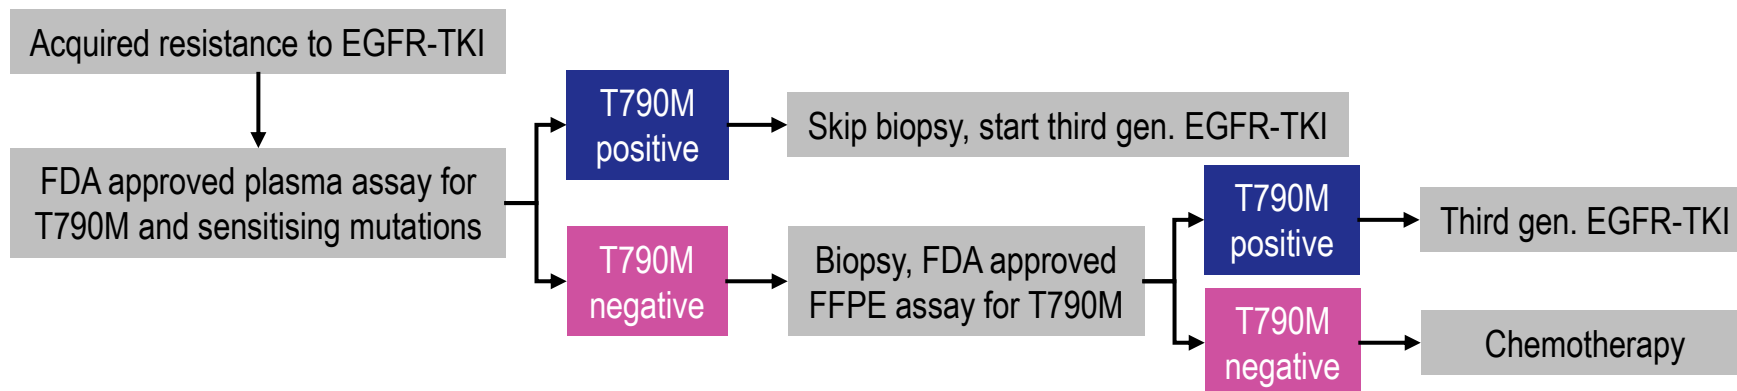 Acquired resistance to EGFR-TKI
FDA approved plasma assay for
T790M and sensitising mutations
T790M
positive
Skip biopsy, start third gen. EGFR-TKI
T790M
negative
Biopsy, FDA approved
FFPE assay for T790M
T790M
positive
Third gen. EGFR-TKI
T790M
negative
Chemotherapy